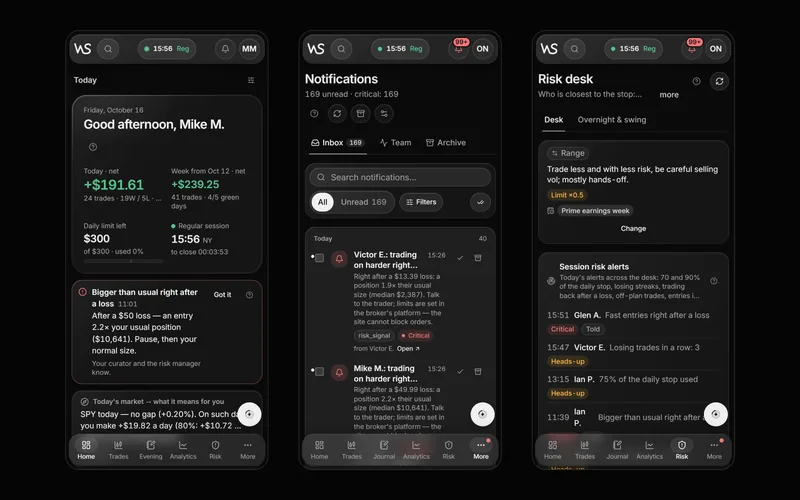 WS
15:56 Reg
MM
Today
Friday, October 16
Good afternoon, Mike M.
Today · net
+$191.61
24 trades · 19W / 5L · ...
Week from Oct 12 · net
+$239.25
41 trades · 4/5 green
days
Daily limit left
$300
of $300 · used 0%
Regular session
15:56 NY
to close 00:03:53
Bigger than usual right after
a loss 11:01
Got it
After a $50 loss — an entry
2.2× your usual position
($10,641). Pause, then your
normal size.
Your curator and the risk manager
know.
Today's market -- what it means for you
SPY today — no gap (+0.20%). On such da
you make +$19.82 a day (80%: +$10.72 ...
Home
Trades
Evening
Analytics
Risk
More
WS
15:56 Reg
99+
ON
Notifications
169 unread · critical: 169
Inbox 169
Team
Archive
Search notifications...
All
Unread 169
Filters
Today
40
Victor E.: trading
on harder right...
15:26
Right after a $13.39 loss: a
position 1.9× their usual
size (median $2,387). Talk
to the trader; limits are set
in the broker's platform — the
site cannot block orders.
risk_signal
Critical
from Victor E. Open ↗
Mike M.: trading
on harder right...
15:26
Right after a $49.99 loss: a
position 2.2× their usual
size (median $10,641). Talk
to the trader; limits are set
in the broker's platform — the
Home
Trades
Journal
Analytics
Risk
More
WS
15:56 Reg
99+
ON
Risk desk
Who is closest to the stop:...
more
Desk
Overnight & swing
Range
Trade less and with less risk, be careful selling
vol; mostly hands-off.
Limit ×0.5
Prime earnings week
Change
Session risk alerts
Today's alerts across the desk: 70 and 90%
of the daily stop, losing streaks, trading
back after a loss, off-plan trades, entries i...
15:51 Glen A. Fast entries right after a loss
Critical
Told
15:47 Victor E. Losing trades in a row: 3
Heads-up
13:15 Ian P. 75% of the daily stop used
Heads-up
11:39 Ian
P.
Bigger than usual right after
Heads-up
Home
Trades
Journal
Analytics
Risk
More